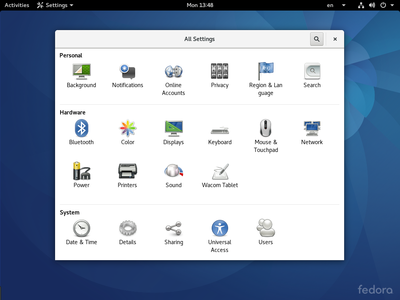 Activities Settings Mon 13:48 en
All Settings
Personal
Background Notifications Online Accounts Privacy Region & Lan guage Search
Hardware
Bluetooth Color Displays Keyboard Mouse & Touchpad Network
Power Printers Sound Wacom Tablet
System
Date & Time Details Sharing Universal Access Users
fedora